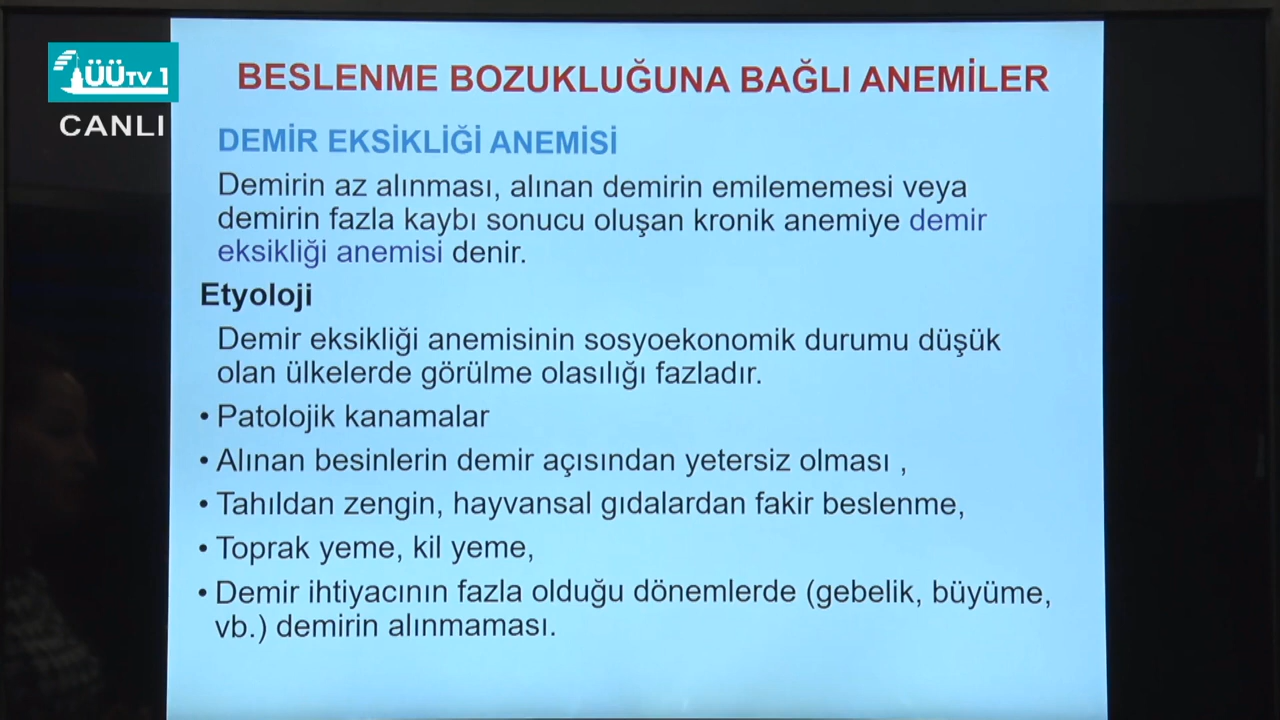 ÜÜTV 1
CANLI
BESLENME BOZUKLUĞUNA BAĞLI ANEMİLER
DEMİR EKSİKLİĞİ ANEMİSİ
Demirin az alınması, alınan demirin emilememesi veya
demirin fazla kaybı sonucu oluşan kronik anemiye demir
eksikliği anemisi denir.
Etyoloji
Demir eksikliği anemisinin sosyoekonomik durumu düşük
olan ülkelerde görülme olasılığı fazladır.
• Patolojik kanamalar
• Alınan besinlerin demir açısından yetersiz olması ,
• Tahıldan zengin, hayvansal gıdalardan fakir beslenme,
• Toprak yeme, kil yeme,
• Demir ihtiyacının fazla olduğu dönemlerde (gebelik, büyüme,
vb.) demirin alınmaması.